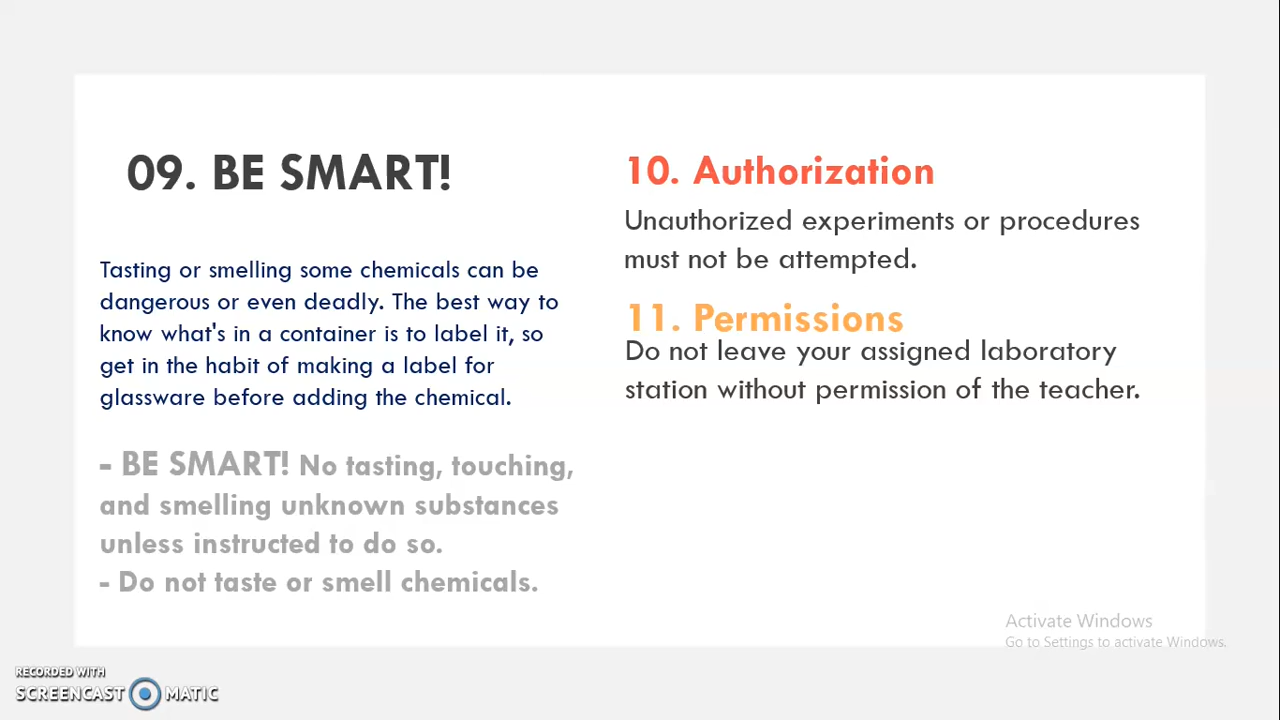 09. BE SMART!
Tasting or smelling some chemicals can be
dangerous or even deadly. The best way to
know what's in a container is to label it, so
get in the habit of making a label for
glassware before adding the chemical.
- BE SMART! No tasting, touching,
and smelling unknown substances
unless instructed to do so.
- Do not taste or smell chemicals.
10. Authorization
Unauthorized experiments or procedures
must not be attempted.
11. Permissions
Do not leave your assigned laboratory
station without permission of the teacher.
Activate Windows
Go to Settings to activate Windows.
RECORDED WITH
SCREENCAST MATIC